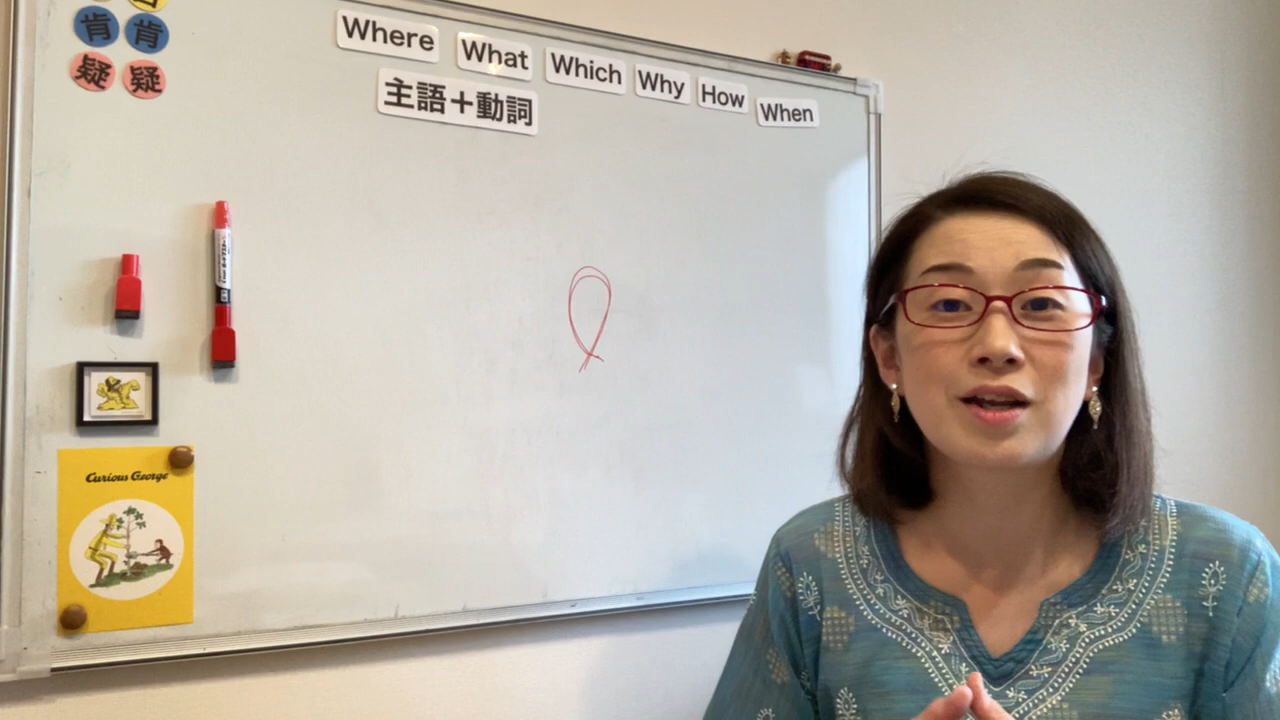 肯 肯
疑 疑
Where What Which Why How When
主語＋動詞
Curious George